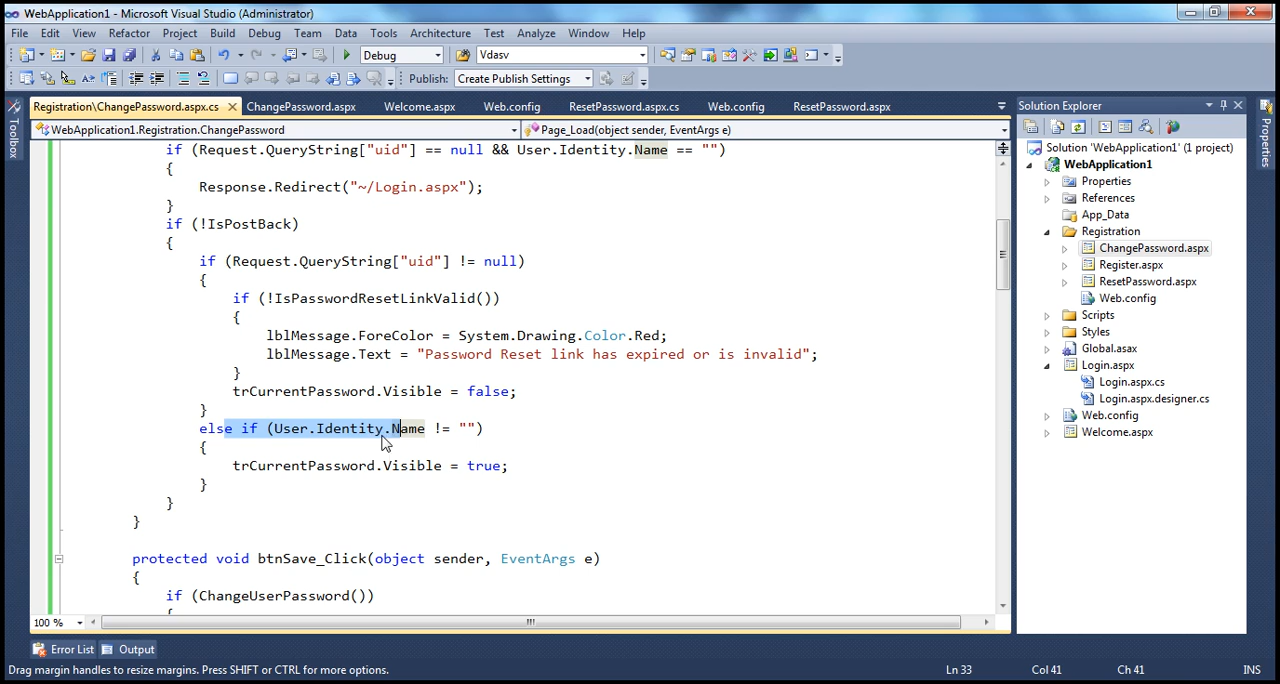 WebApplication1 - Microsoft Visual Studio (Administrator)
File Edit View Refactor Project Build Debug Team Data Tools Architecture Test Analyze Window Help
Debug Vdasv
Publish: Create Publish Settings
Registration\ChangePassword.aspx.cs ChangePassword.aspx Welcome.aspx Web.config ResetPassword.aspx.cs Web.config ResetPassword.aspx
WebApplication1.Registration.ChangePassword Page_Load(object sender, EventArgs e)
if (Request.QueryString["uid"] == null && User.Identity.Name == "")
{
Response.Redirect("~/Login.aspx");
}
if (!IsPostBack)
{
if (Request.QueryString["uid"] != null)
{
if (!IsPasswordResetLinkValid())
{
lblMessage.ForeColor = System.Drawing.Color.Red;
lblMessage.Text = "Password Reset link has expired or is invalid";
}
trCurrentPassword.Visible = false;
}
else if (User.Identity.Name != "")
{
trCurrentPassword.Visible = true;
}
}
}
protected void btnSave_Click(object sender, EventArgs e)
{
if (ChangeUserPassword())
{
100 %
Toolbox
Solution Explorer
Solution 'WebApplication1' (1 project)
WebApplication1
Properties
References
App_Data
Registration
ChangePassword.aspx
Register.aspx
ResetPassword.aspx
Web.config
Scripts
Styles
Global.asax
Login.aspx
Login.aspx.cs
Login.aspx.designer.cs
Web.config
Welcome.aspx
Properties
Error List Output
Drag margin handles to resize margins. Press SHIFT or CTRL for more options. Ln 33 Col 41 Ch 41 INS